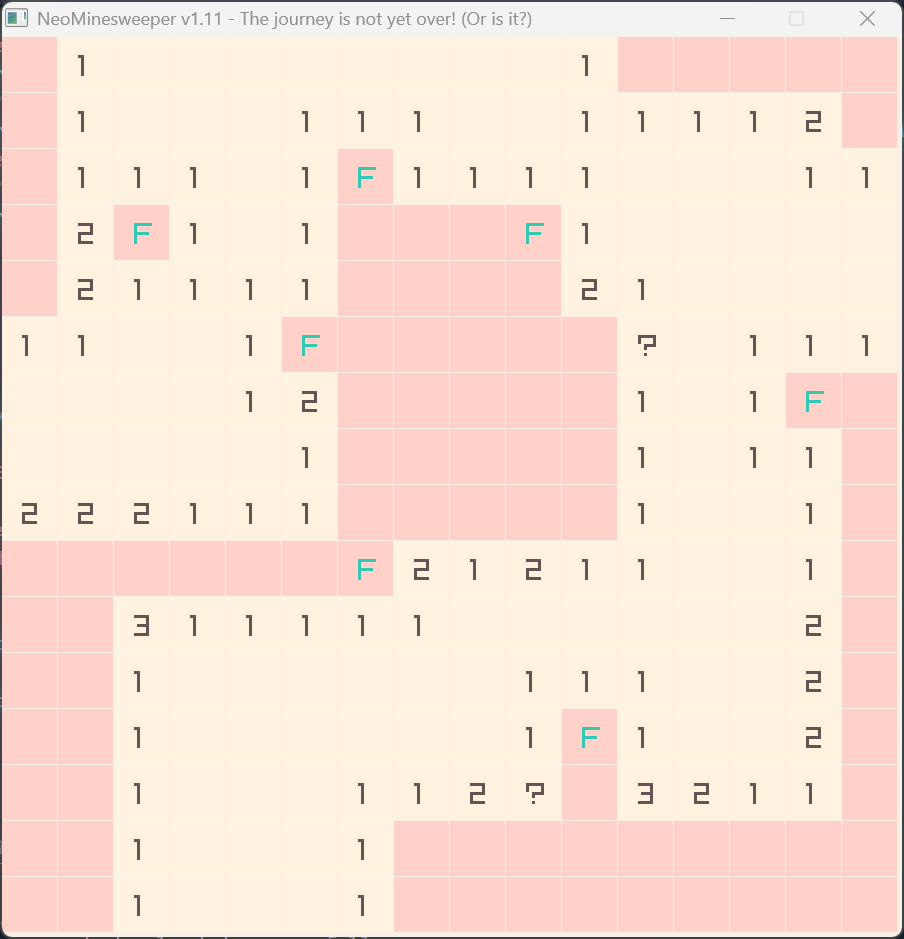 NeoMinesweeper v1.11 - The journey is not yet over! (Or is it?)
1 1
1 1 1 1 1 1 1 1 2
1 1 1 1 F 1 1 1 1 1 1
2 F 1 1 F 1
2 1 1 1 1 2 1
1 1 1 F ? 1 1 1
1 2 1 1 F
1 1 1 1
2 2 2 1 1 1 1 1
F 2 1 2 1 1 1
3 1 1 1 1 1 2
1 1 1 1 2
1 1 F 1 2
1 1 1 2 ? 3 2 1 1
1 1
1 1